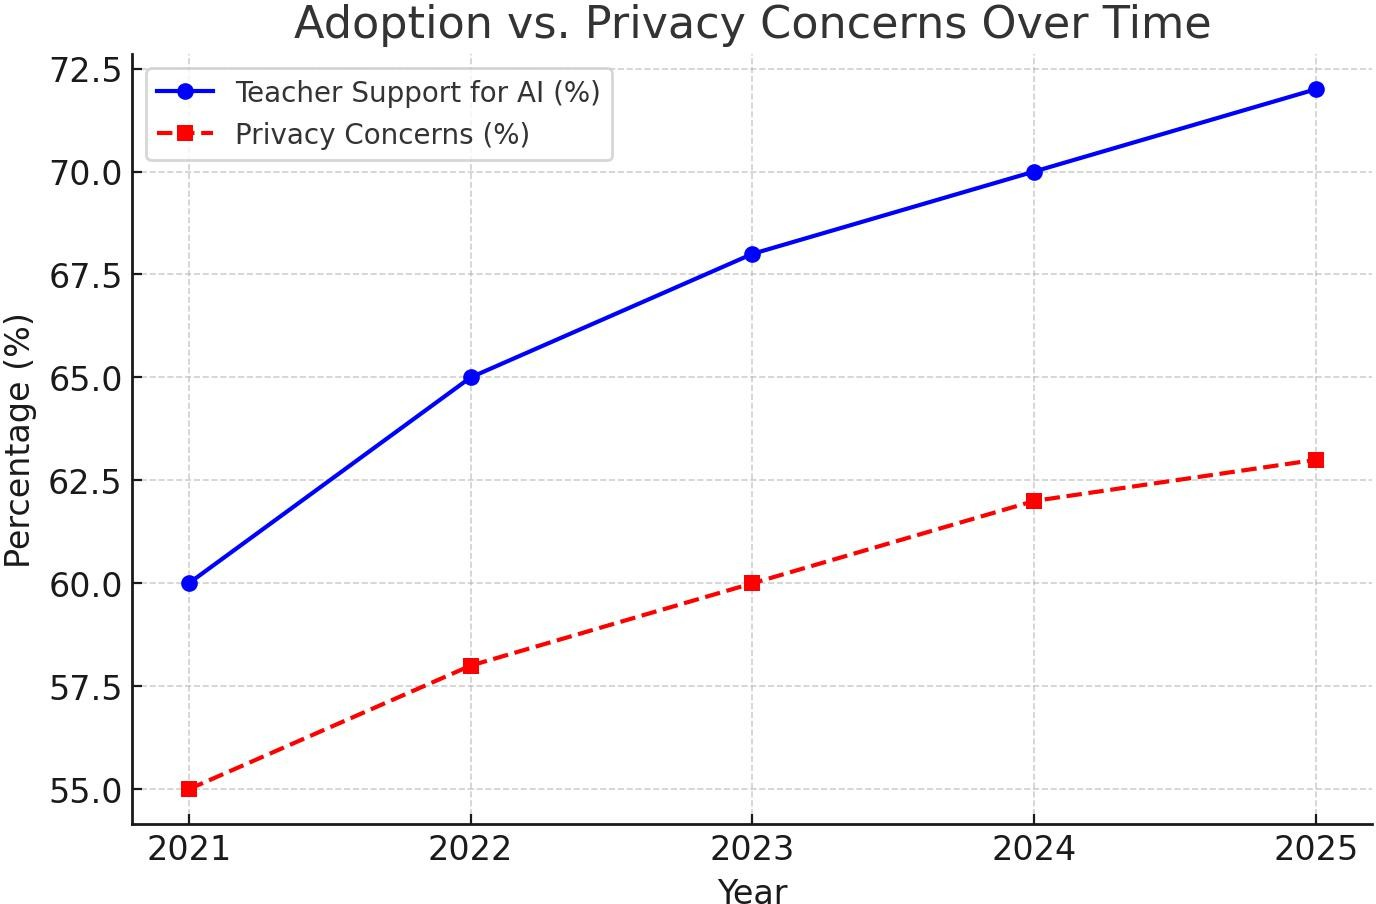 Adoption vs. Privacy Concerns Over Time
Teacher Support for AI (%)
Privacy Concerns (%)
Percentage (%)
72.5
70.0
67.5
65.0
62.5
60.0
57.5
55.0
2021 2022 2023 2024 2025
Year